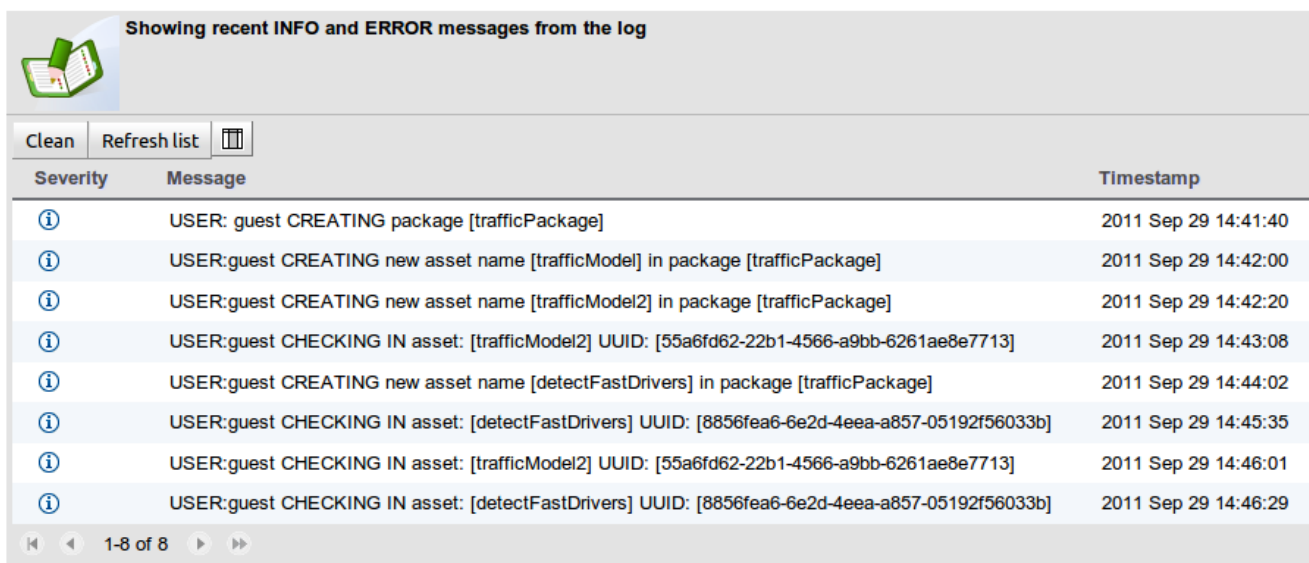 Showing recent INFO and ERROR messages from the log
Clean Refresh list
Severity Message Timestamp
USER: guest CREATING package [trafficPackage] 2011 Sep 29 14:41:40
USER:guest CREATING new asset name [trafficModel] in package [trafficPackage] 2011 Sep 29 14:42:00
USER:guest CREATING new asset name [trafficModel2] in package [trafficPackage] 2011 Sep 29 14:42:20
USER:guest CHECKING IN asset: [trafficModel2] UUID: [55a6fd62-22b1-4566-a9bb-6261ae8e7713] 2011 Sep 29 14:43:08
USER:guest CREATING new asset name [detectFastDrivers] in package [trafficPackage] 2011 Sep 29 14:44:02
USER:guest CHECKING IN asset: [detectFastDrivers] UUID: [8856fea6-6e2d-4eea-a857-05192f56033b] 2011 Sep 29 14:45:35
USER:guest CHECKING IN asset: [trafficModel2] UUID: [55a6fd62-22b1-4566-a9bb-6261ae8e7713] 2011 Sep 29 14:46:01
USER:guest CHECKING IN asset: [detectFastDrivers] UUID: [8856fea6-6e2d-4eea-a857-05192f56033b] 2011 Sep 29 14:46:29
1-8 of 8